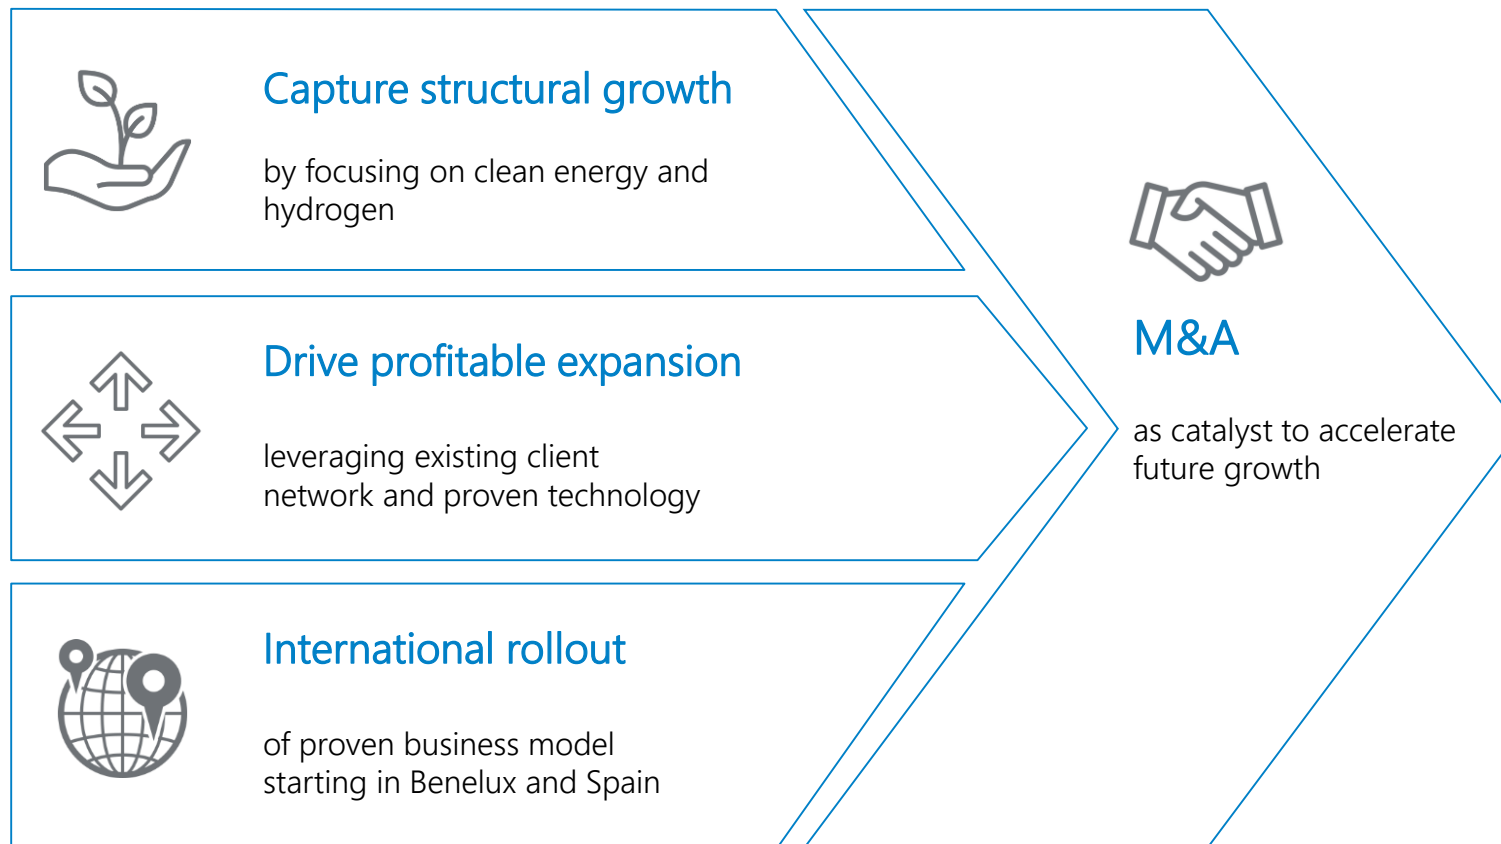 Capture structural growth
by focusing on clean energy and
hydrogen
Drive profitable expansion
leveraging existing client
network and proven technology
International rollout
of proven business model
starting in Benelux and Spain
M&A
as catalyst to accelerate
future growth